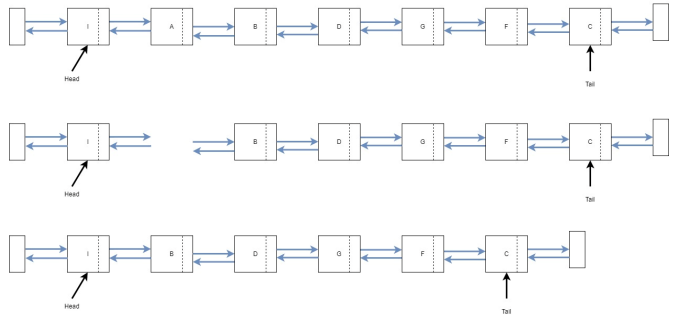 I A B D G F C
Head
Tail
I B D G F C
Head
Tail
I B D G F C
Head
Tail